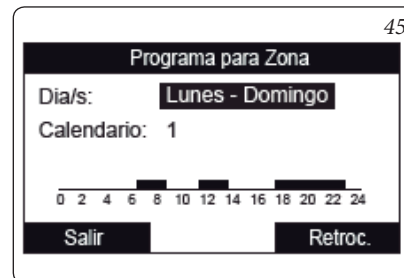 45
Programa para Zona
Dia/s: Lunes - Domingo
Calendario: 1
0 2 4 6 8 10 12 14 16 18 20 22 24
Salir Retroc.